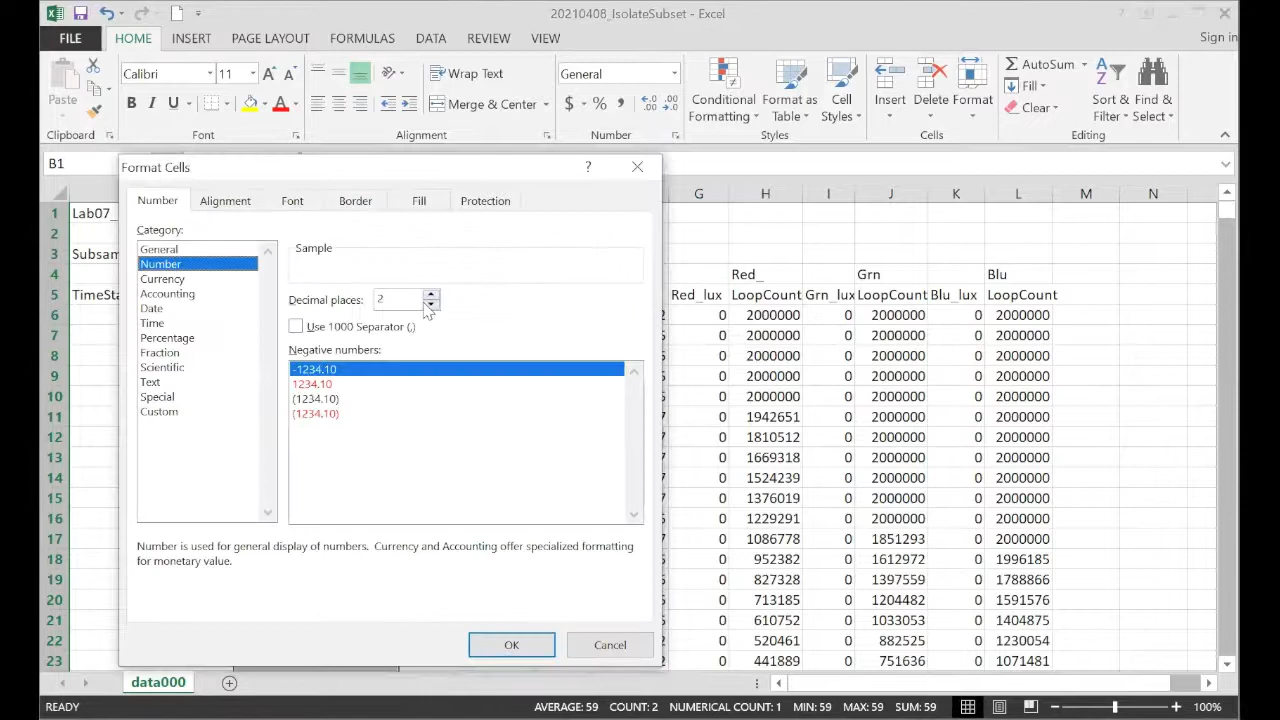 20210408_IsolateSubset - Excel
FILE HOME INSERT PAGE LAYOUT FORMULAS DATA REVIEW VIEW Sign in
Paste
Calibri 11
B I U A
Wrap Text
Merge & Center
General
$ % ,
Conditional Formatting
Format as Table
Cell Styles
Insert Delete Format
AutoSum
Fill
Clear
Sort & Filter
Find & Select
Clipboard Font Alignment Number Styles Cells Editing
B1
Format Cells ?
Number Alignment Font Border Fill Protection
Category:
General
Number
Currency
Accounting
Date
Time
Percentage
Fraction
Scientific
Text
Special
Custom
Sample
Decimal places: 2
Use 1000 Separator (,)
Negative numbers:
-1234.10
1234.10
(1234.10)
(1234.10)
Number is used for general display of numbers. Currency and Accounting offer specialized formatting
for monetary value.
OK Cancel
G H I J K L M N
1 Lab07_
2
3 Subsam
4 Red_ Grn Blu
5 TimeSta Red_lux LoopCount Grn_lux LoopCount Blu_lux LoopCount
6 0 2000000 0 2000000 0 2000000
7 0 2000000 0 2000000 0 2000000
8 0 2000000 0 2000000 0 2000000
9 0 2000000 0 2000000 0 2000000
10 0 2000000 0 2000000 0 2000000
11 0 1942651 0 2000000 0 2000000
12 0 1810512 0 2000000 0 2000000
13 0 1669318 0 2000000 0 2000000
14 0 1524239 0 2000000 0 2000000
15 0 1376019 0 2000000 0 2000000
16 0 1229291 0 2000000 0 2000000
17 0 1086778 0 1851293 0 2000000
18 0 952382 0 1612972 0 1996185
19 0 827328 0 1397559 0 1788866
20 0 713185 0 1204482 0 1591576
21 0 610752 0 1033053 0 1404875
22 0 520461 0 882525 0 1230054
23 0 441889 0 751636 0 1071481
data000
READY AVERAGE: 59 COUNT: 2 NUMERICAL COUNT: 1 MIN: 59 MAX: 59 SUM: 59 100%